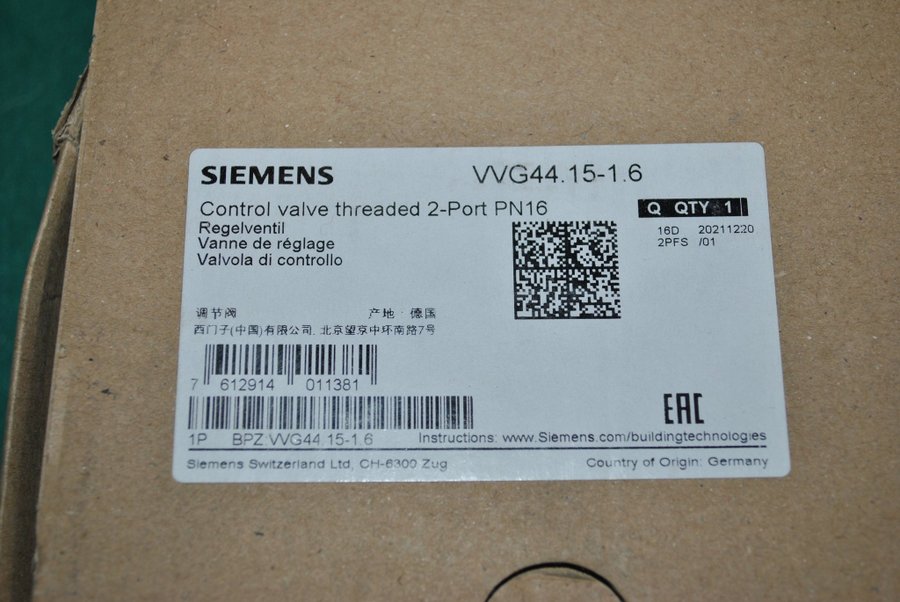 SIEMENS
VVG44.15-1.6
Control valve threaded 2-Port PN16
Q QTY 1
Regelventil
16D 20211220
Vanne de réglage
2PFS /01
Valvola di controllo
调节阀 产地: 德国
西门子(中国)有限公司, 北京望京中环南路7号
7 612914 011381
EAC
1P BPZ:VVG44.15-1.6
Instructions: www.Siemens.com/buildingtechnologies
Siemens Switzerland Ltd, CH-6300 Zug
Country of Origin: Germany